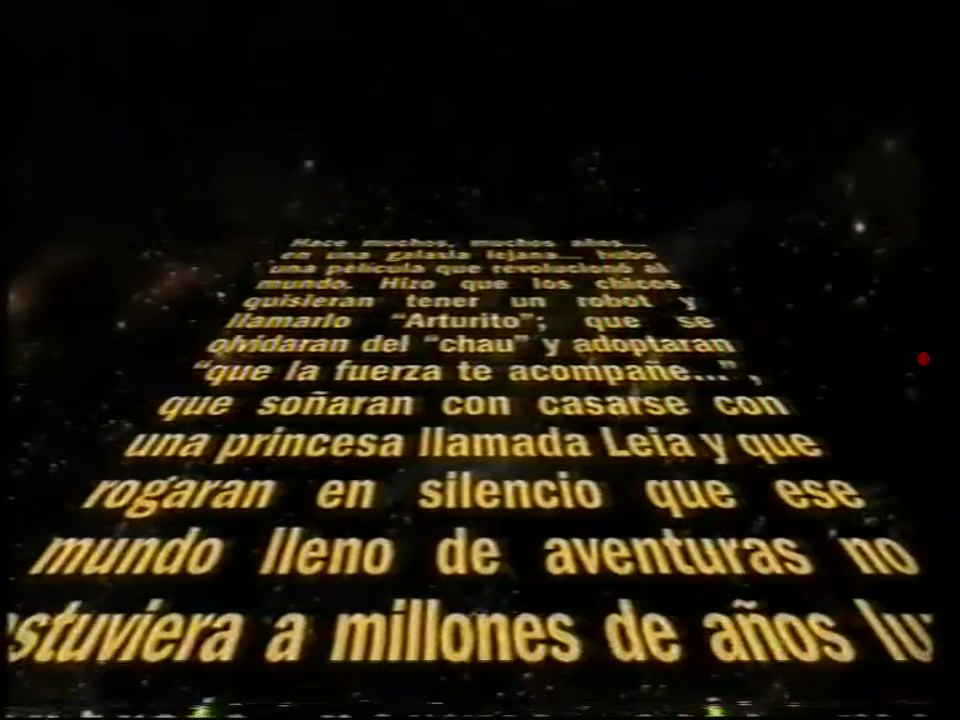 Hace muchos, muchos años...
en una galaxia lejana... hubo
una película que revolucionó al
mundo. Hizo que los chicos
quisieran tener un robot y
llamarlo "Arturito"; que se
olvidaran del "chau" y adoptaran
"que la fuerza te acompañe...",
que soñaran con casarse con
una princesa llamada Leia y que
rogaran en silencio que ese
mundo lleno de aventuras no
stuviera a millones de años lu